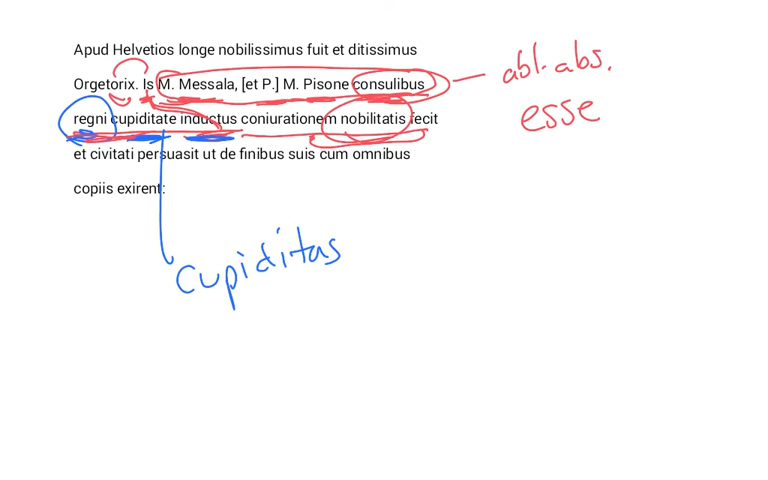 Apud Helvetios longe nobilissimus fuit et ditissimus
Orgetorix. Is M. Messala, [et P.] M. Pisone consulibus
regni cupiditate inductus coniurationem nobilitatis fecit
et civitati persuasit ut de finibus suis cum omnibus
copiis exirent:
abl. abs.
esse
cupiditas